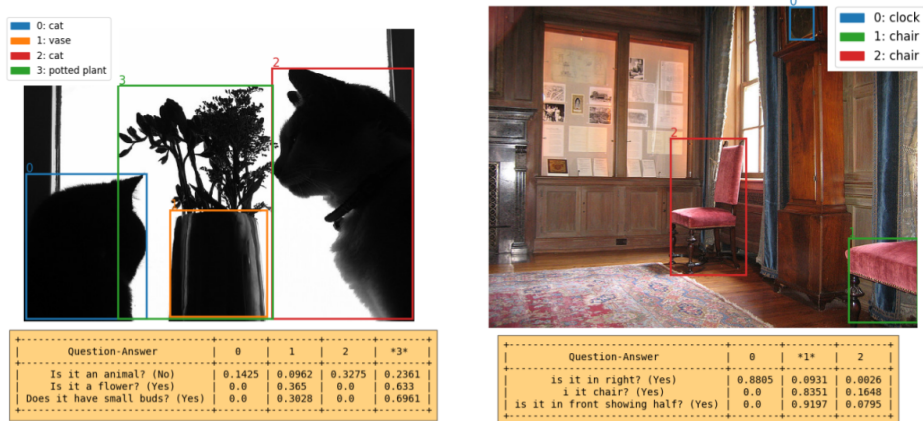 0: cat
1: vase
2: cat
3: potted plant
0
3
2
Question-Answer | 0 | 1 | 2 | *3*
Is it an animal? (No) | 0.1425 | 0.0962 | 0.3275 | 0.2361
Is it a flower? (Yes) | 0.0 | 0.365 | 0.0 | 0.633
Does it have small buds? (Yes) | 0.0 | 0.3028 | 0.0 | 0.6961
0: clock
1: chair
2: chair
0
2
Question-Answer | 0 | *1* | 2
is it in right? (Yes) | 0.8805 | 0.0931 | 0.0026
i it chair? (Yes) | 0.0 | 0.8351 | 0.1648
is it in front showing half? (Yes) | 0.0 | 0.9197 | 0.0795